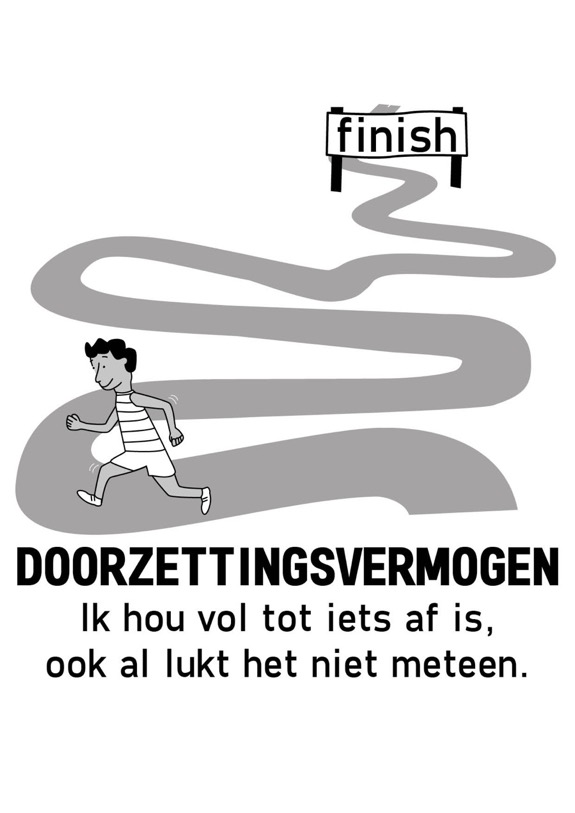 finish
DOORZETTINGSVERMOGEN
Ik hou vol tot iets af is,
ook al lukt het niet meteen.